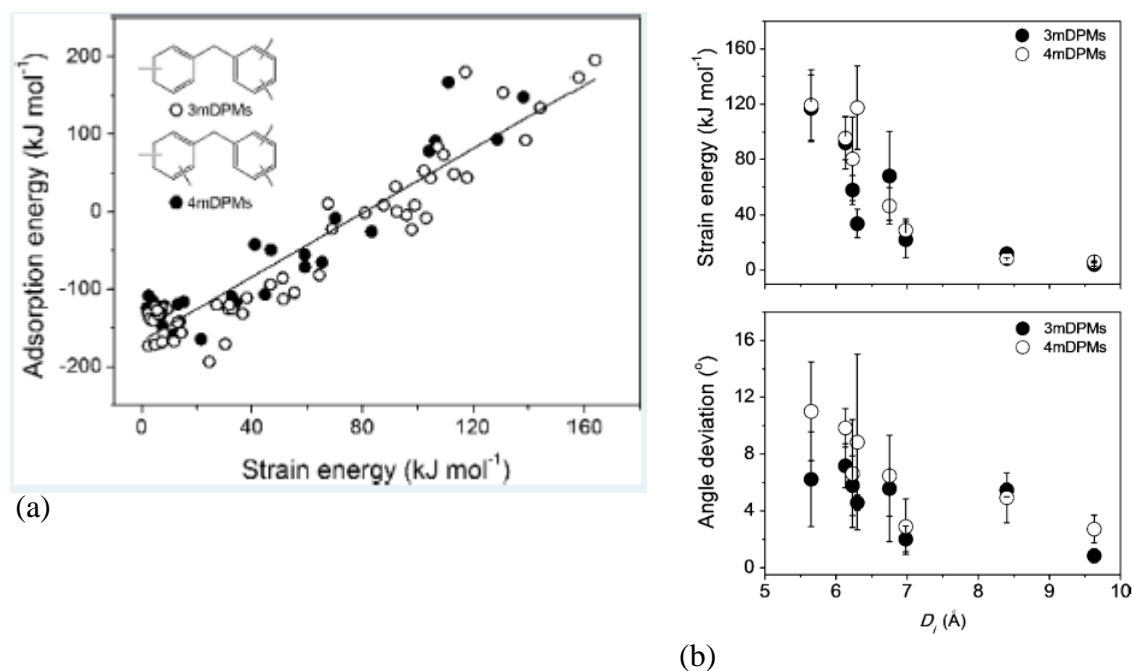 200
100
0
-100
-200
Adsorption energy (kJ mol⁻¹)
3mDPMs
4mDPMs
0 40 80 120 160
Strain energy (kJ mol⁻¹)
(a)
160
120
80
40
0
Strain energy (kJ mol⁻¹)
3mDPMs
4mDPMs
16
12
8
4
0
Angle deviation (°)
3mDPMs
4mDPMs
5 6 7 8 9 10
Dᵢ (Å)
(b)